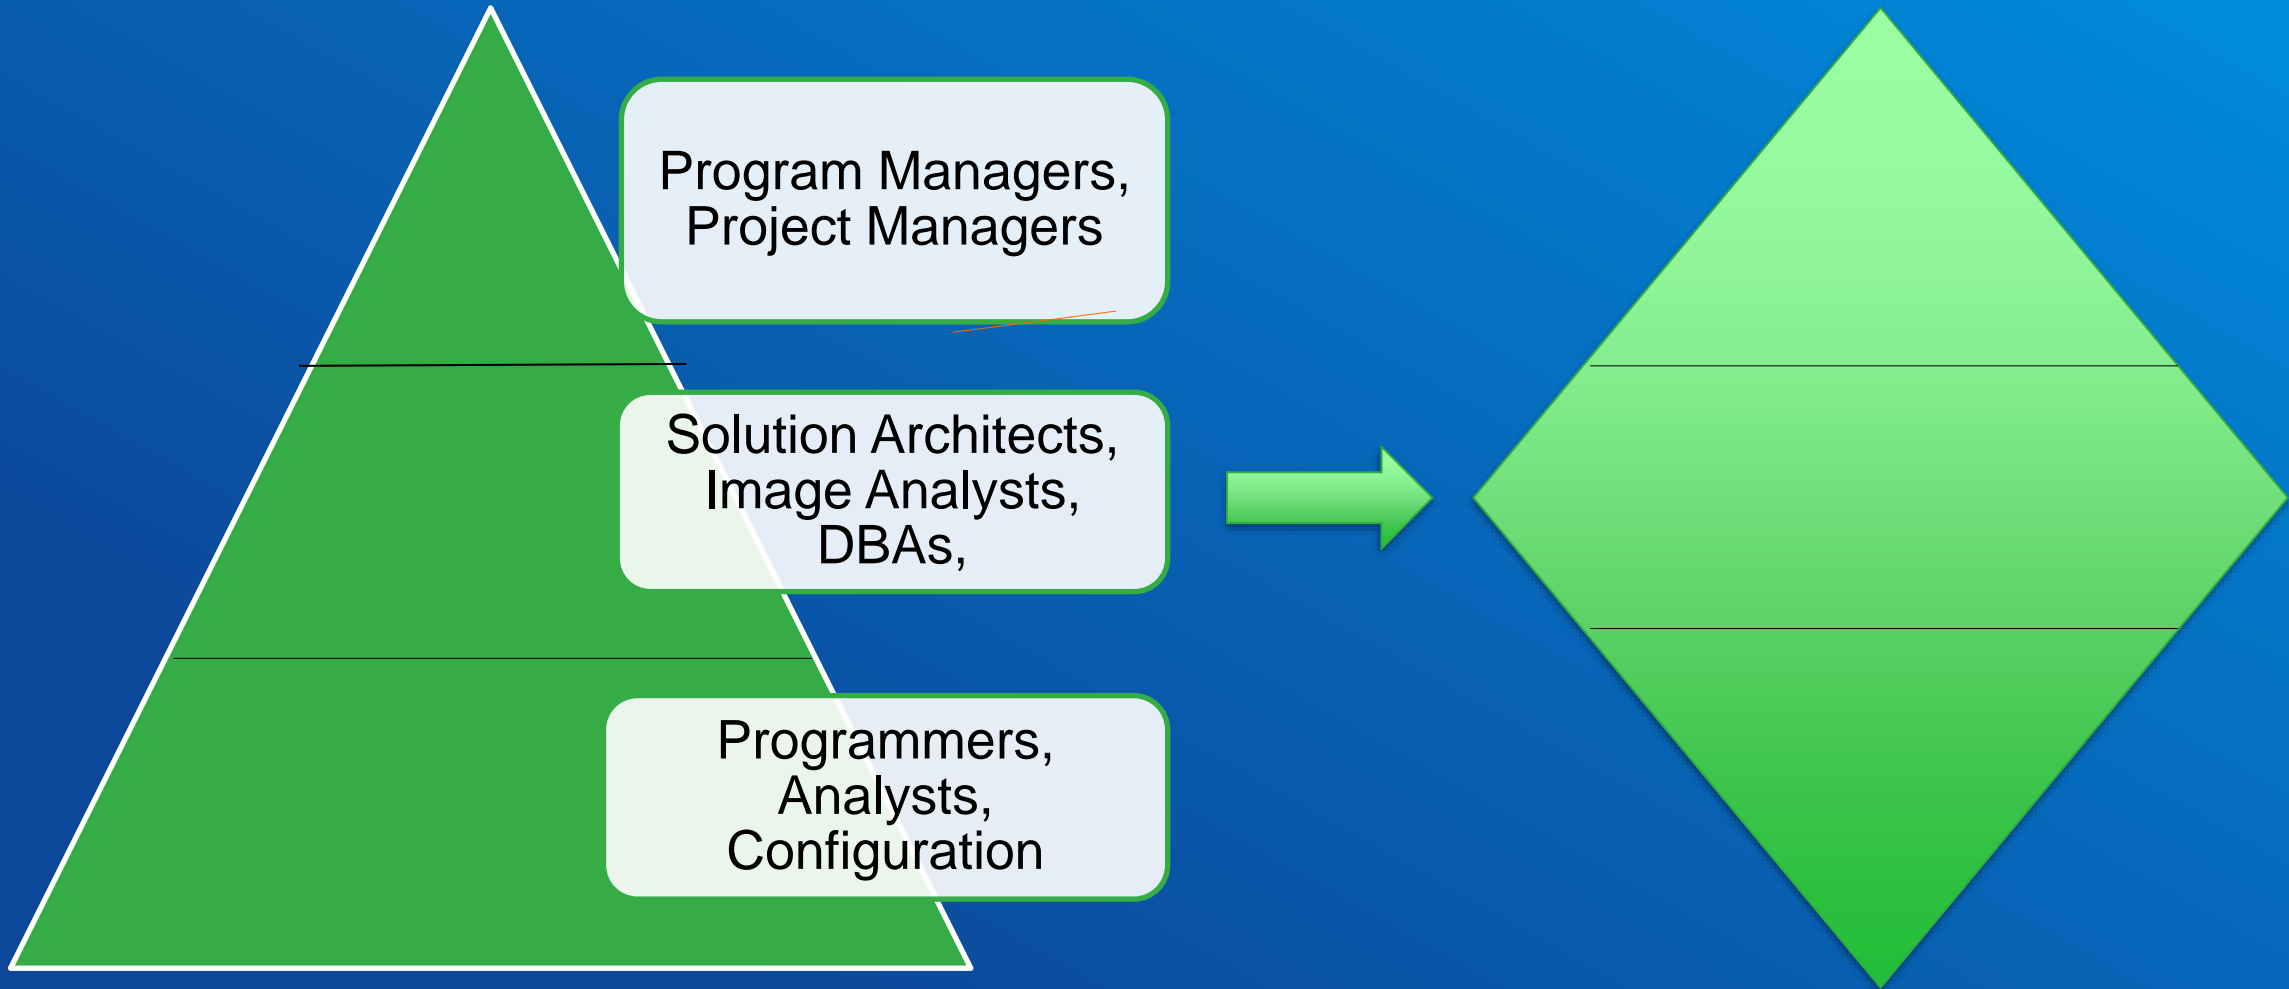 Program Managers,
Project Managers
Solution Architects,
Image Analysts,
DBAs,
Programmers,
Analysts,
Configuration